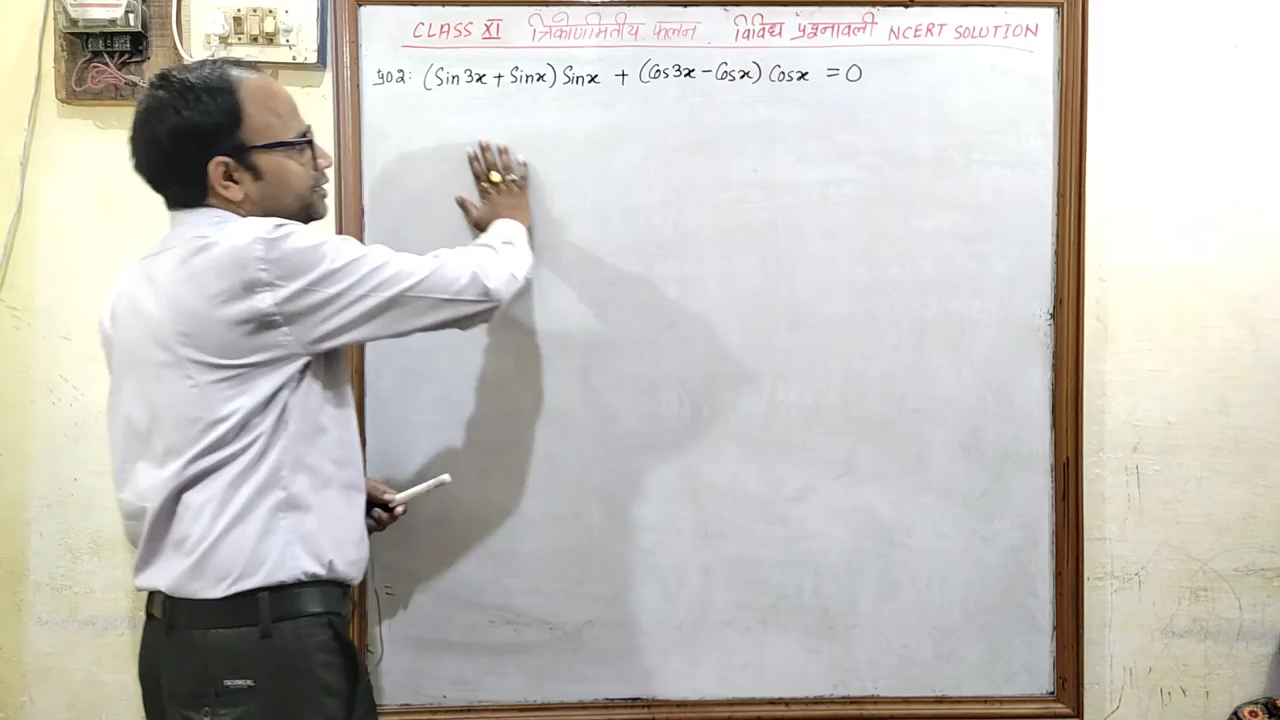 CLASS XI त्रिकोणमितीय फलन विविध प्रश्नावली NCERT SOLUTION
प्र02: (Sin3x + Sinx) Sinx + (Cos3x - Cosx) Cosx = 0